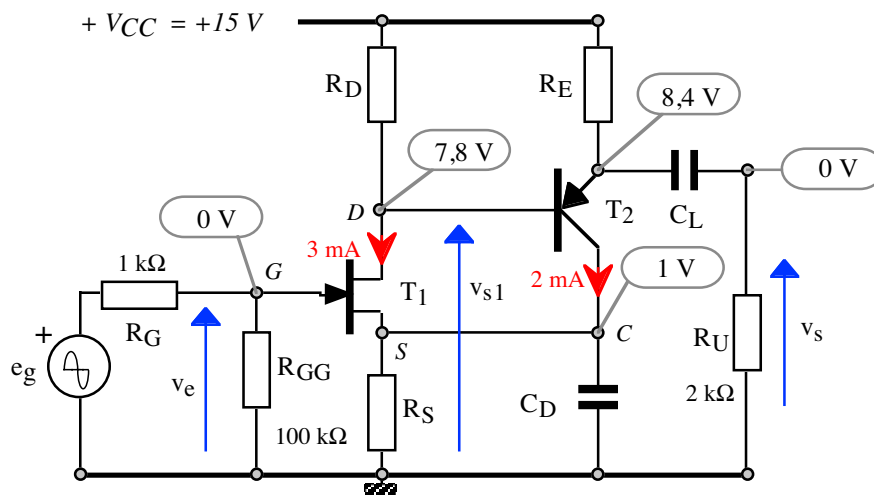 + VCC = +15 V
RD
RE
8,4 V
7,8 V
0 V
0 V
D
T2
CL
1 kΩ
G
3 mA
T1
vs1
2 mA
1 V
RG
S
C
+
eg
ve
RGG
RS
CD
RU
vs
100 kΩ
2 kΩ